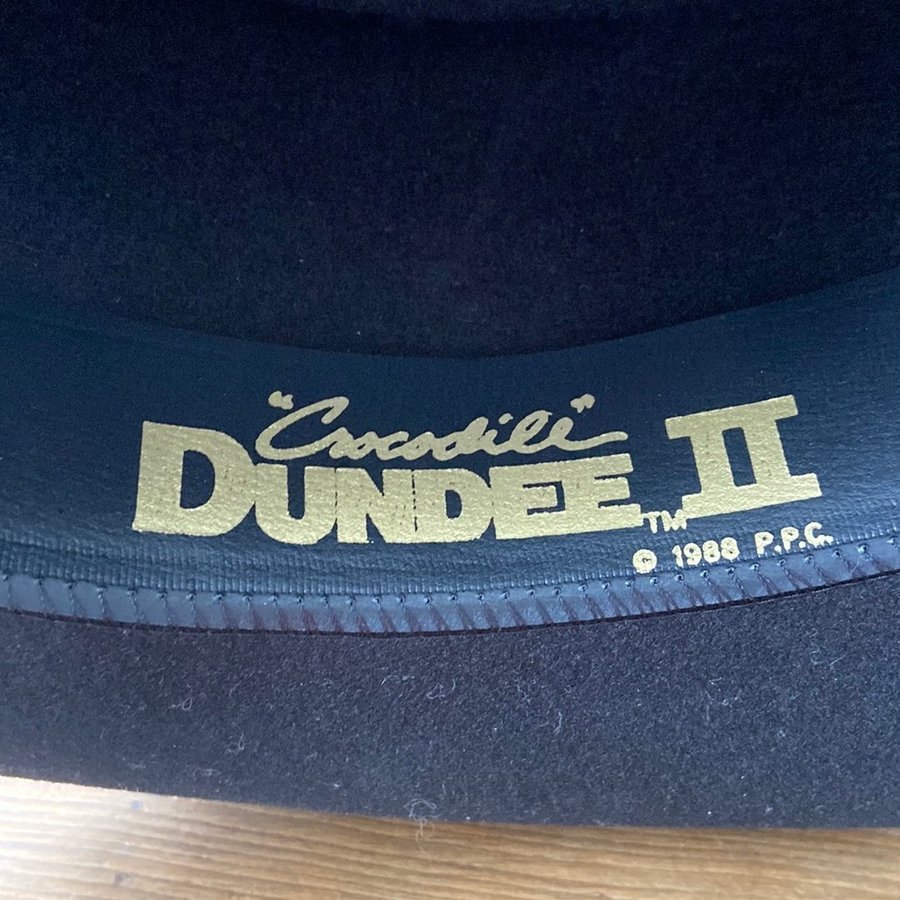 "Crocodile"
DUNDEE II
TM
© 1988 P.P.C.